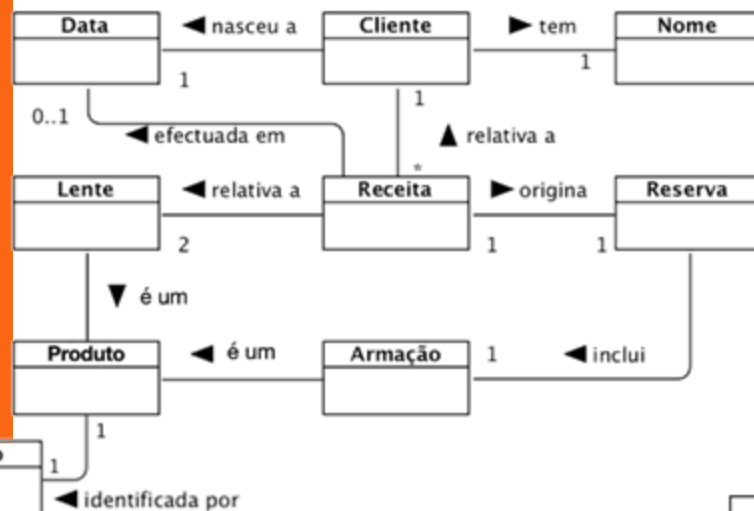 Data
nasceu a
Cliente
tem
Nome
1
1
0..1
efectuada em
1
relativa a
*
Lente
relativa a
Receita
origina
Reserva
2
1
1
é um
Produto
é um
Armação
1
inclui
1
1
identificada por